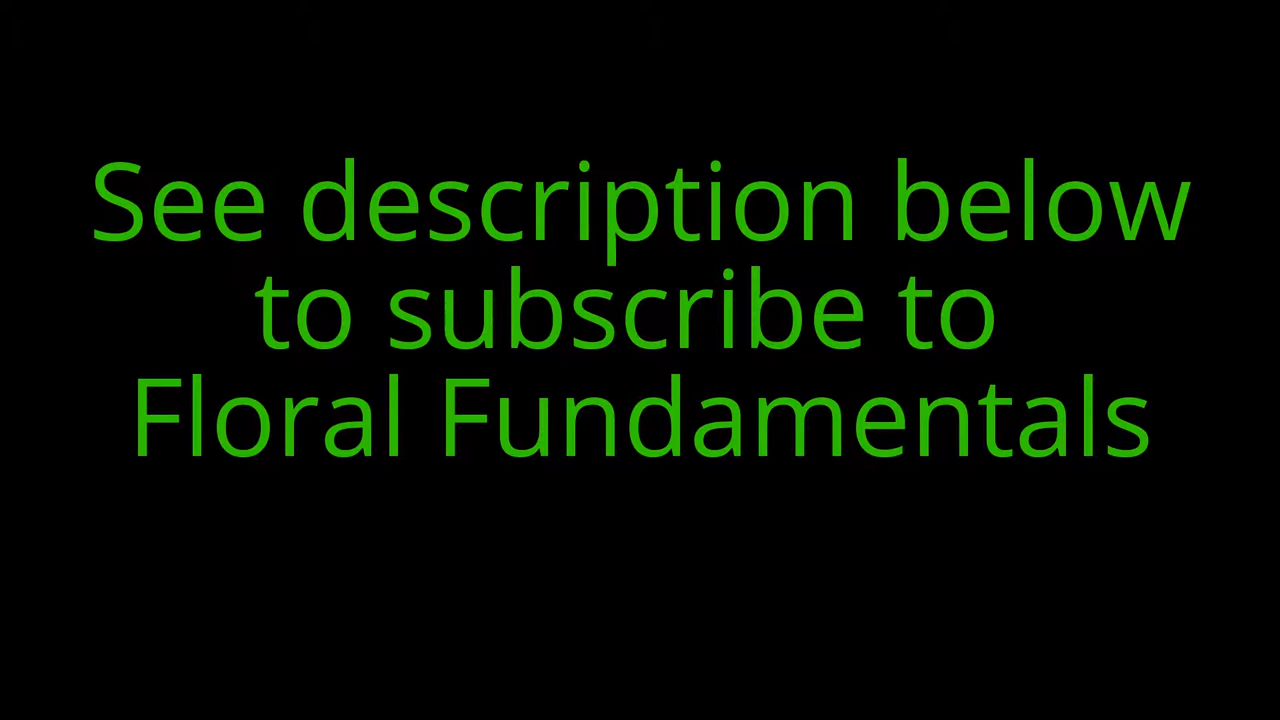 See description below
to subscribe to
Floral Fundamentals